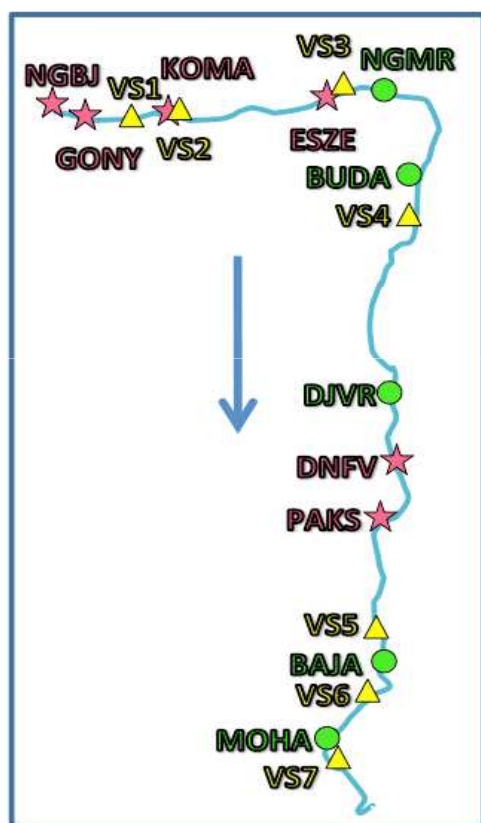 NGBJ
GONY
VS1
KOMA
VS2
ESZE
VS3
NGMR
BUDA
VS4
DJVR
DNFV
PAKS
VS5
BAJA
VS6
MOHA
VS7